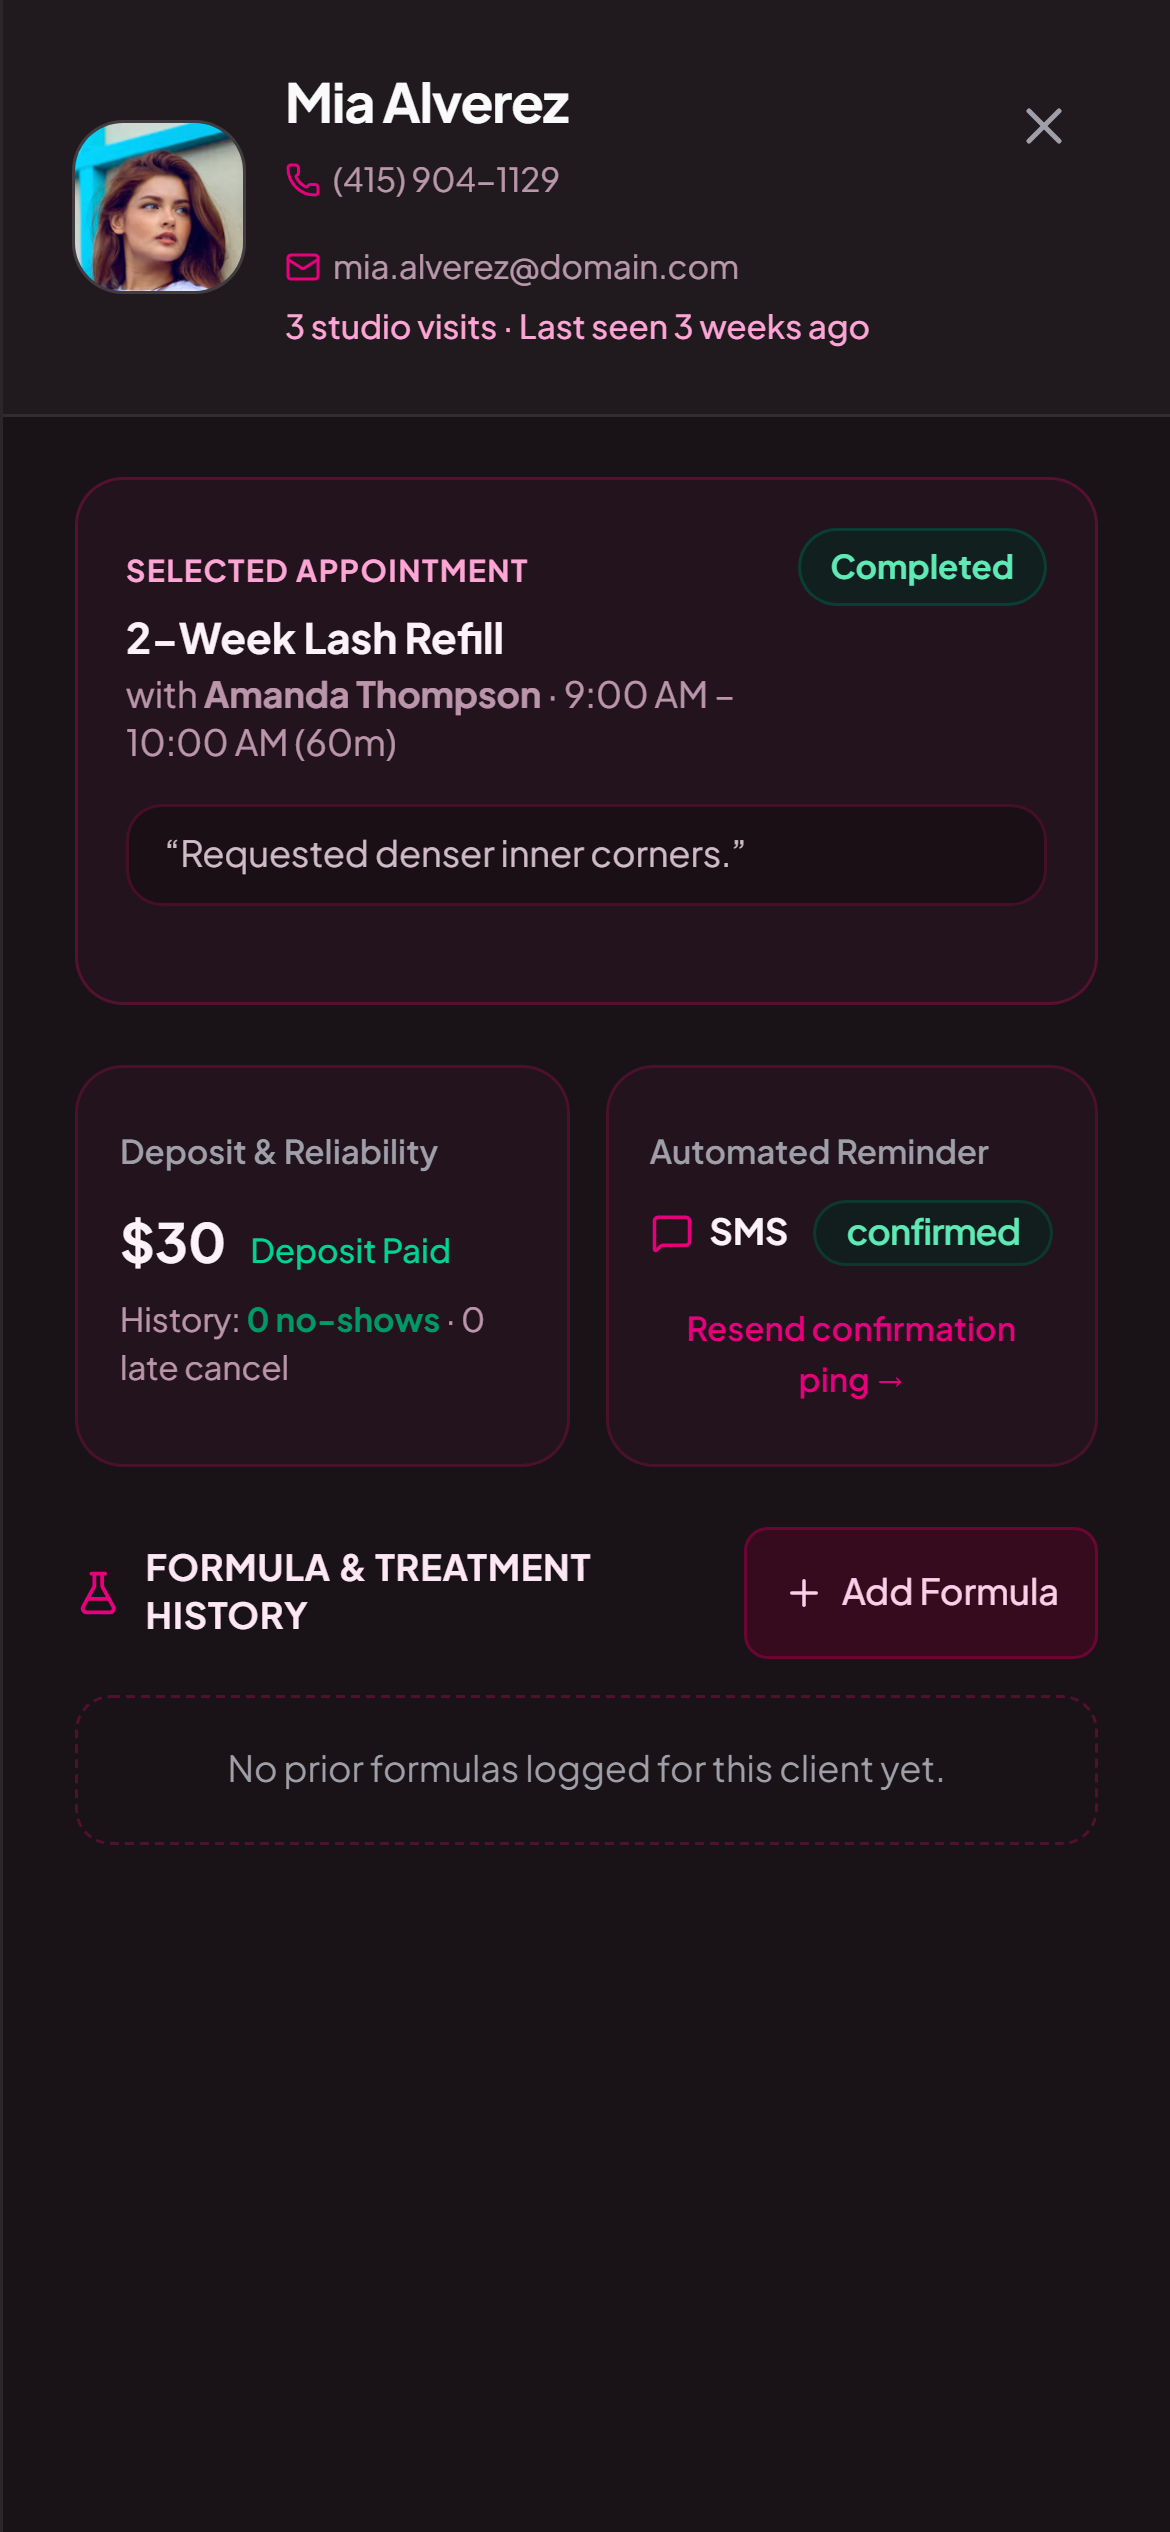 Mia Alverez
(415) 904-1129
mia.alverez@domain.com
3 studio visits · Last seen 3 weeks ago
SELECTED APPOINTMENT
Completed
2-Week Lash Refill
with Amanda Thompson · 9:00 AM –
10:00 AM (60m)
“Requested denser inner corners.”
Deposit & Reliability
$30 Deposit Paid
History: 0 no-shows · 0
late cancel
Automated Reminder
SMS confirmed
Resend confirmation
ping →
FORMULA & TREATMENT
HISTORY
+ Add Formula
No prior formulas logged for this client yet.